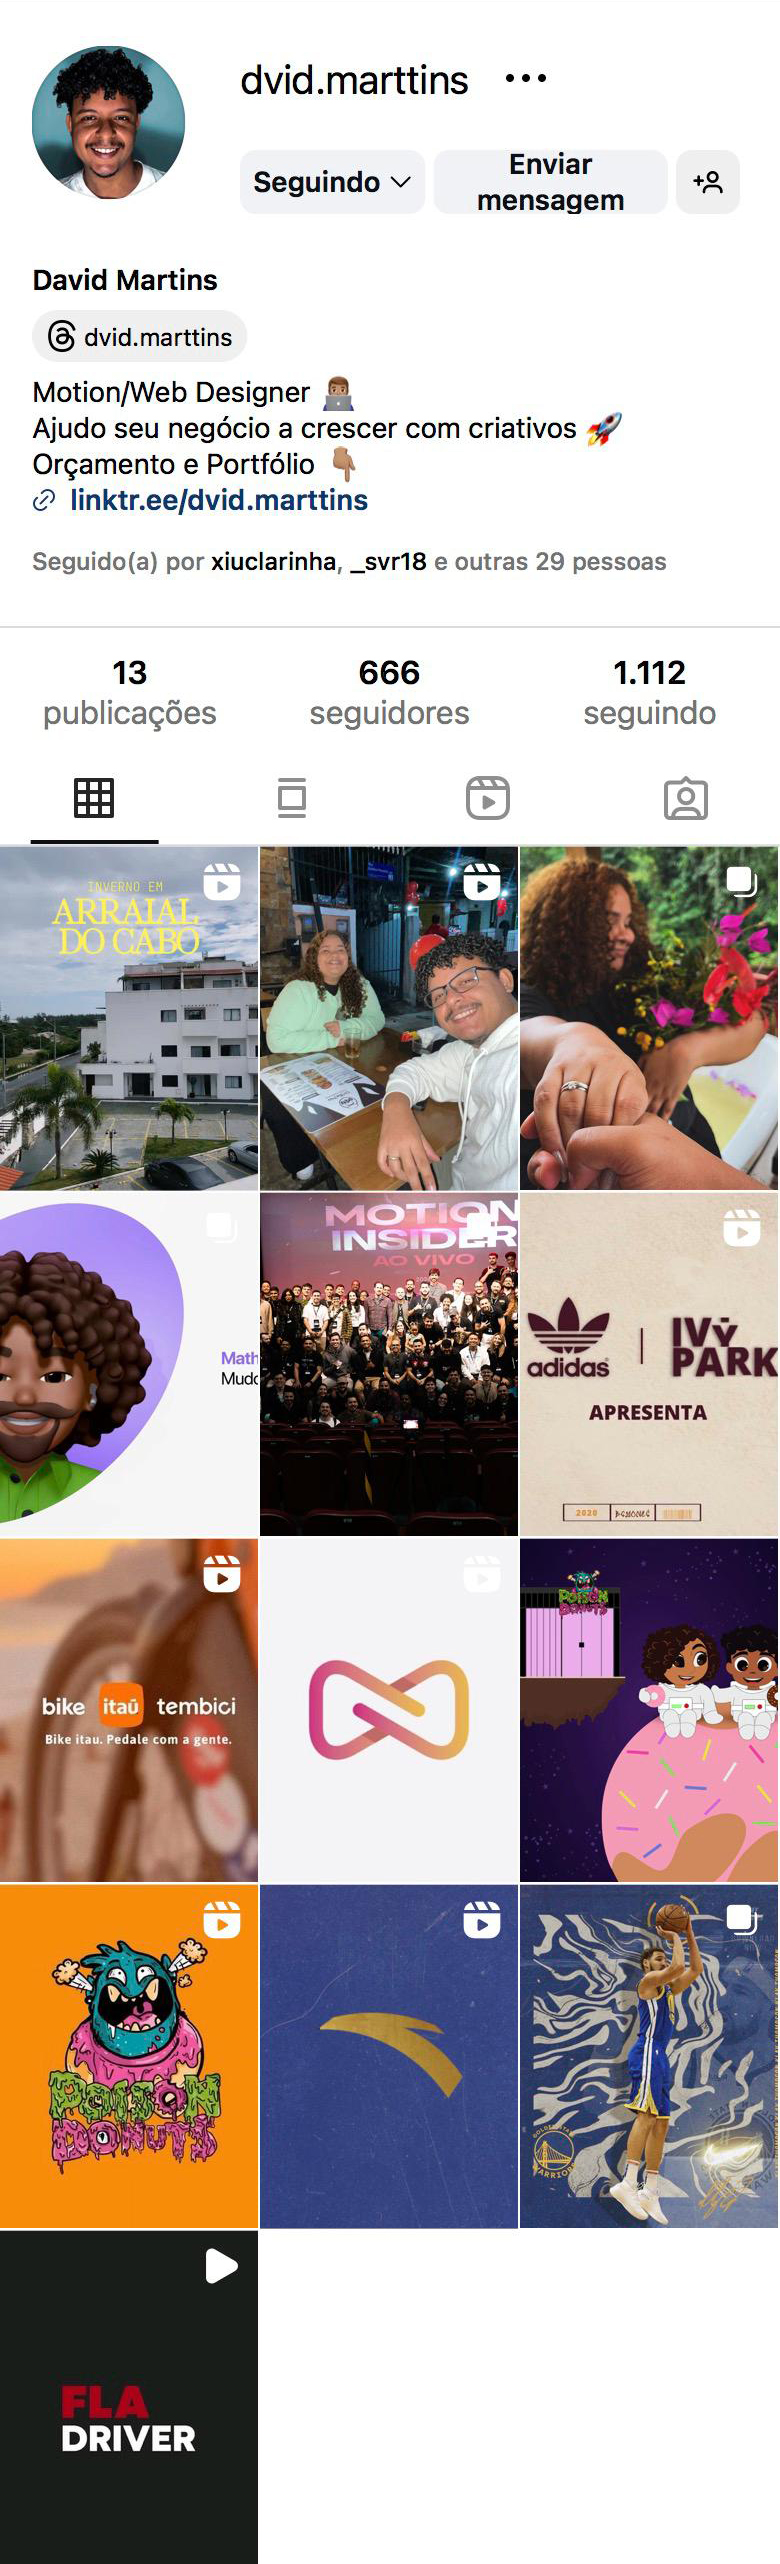 dvid.marttins
Seguindo
Enviar
mensagem
David Martins
dvid.marttins
Motion/Web Designer 👨🏽‍💻
Ajudo seu negócio a crescer com criativos 🚀
Orçamento e Portfólio 👇🏽
linktr.ee/dvid.marttins
Seguido(a) por xiuclarinha, _svr18 e outras 29 pessoas
13
publicações
666
seguidores
1.112
seguindo
INVERNO EM
ARRAIAL
DO CABO
Math
Mudo
MOTION
INSIDER
AO VIVO
adidas
IVY
PARK
APRESENTA
2020
bike itaú tembici
Bike itau. Pedale com a gente.
POISON
DONUTS
POISON
DONUTS
GOLDEN STATE
WARRIORS
FLA
DRIVER